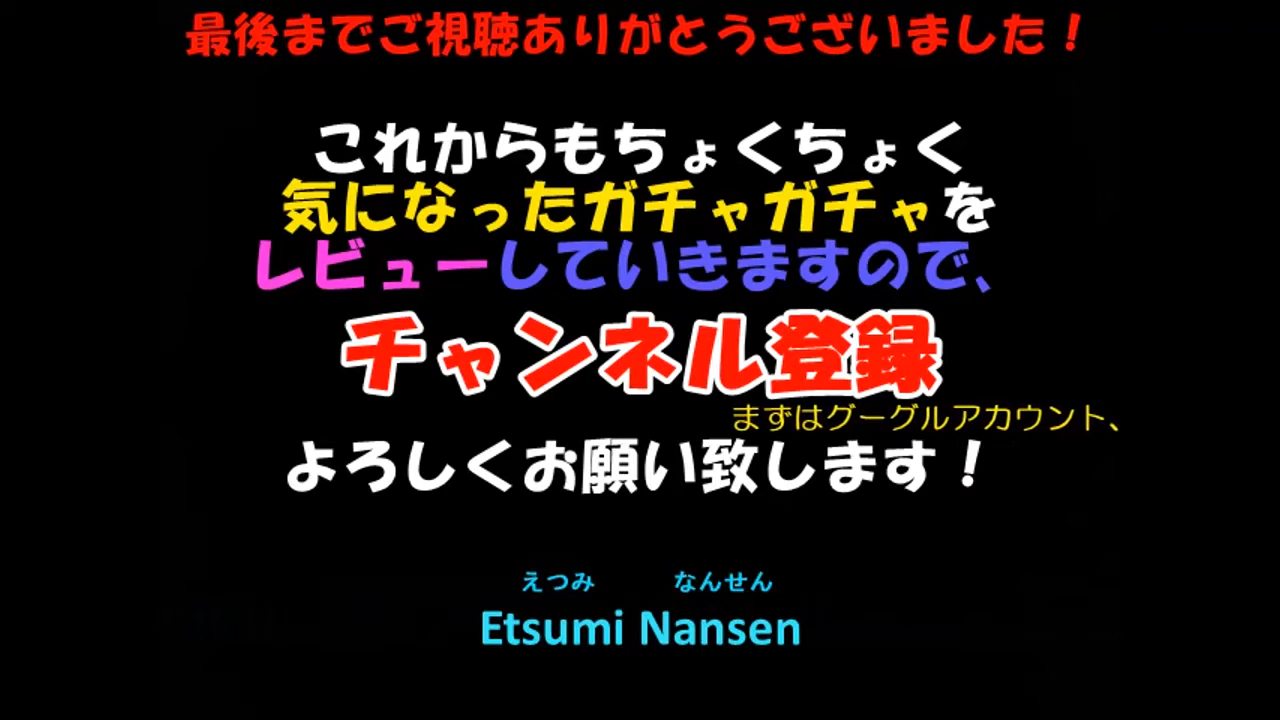 最後までご視聴ありがとうございました！
これからもちょくちょく
気になったガチャガチャを
レビューしていきますので、
チャンネル登録
まずはグーグルアカウント、
よろしくお願い致します！
えつみ なんせん
Etsumi Nansen